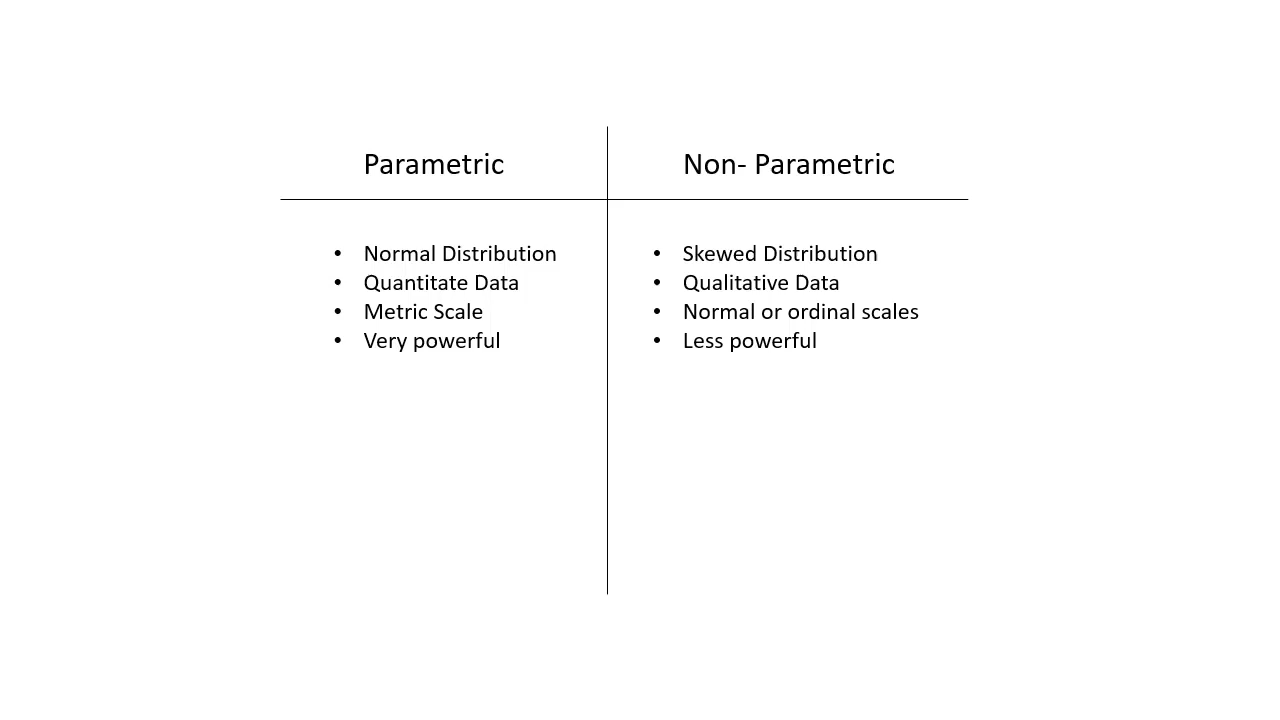 Parametric
Non- Parametric
• Normal Distribution
• Quantitate Data
• Metric Scale
• Very powerful
• Skewed Distribution
• Qualitative Data
• Normal or ordinal scales
• Less powerful